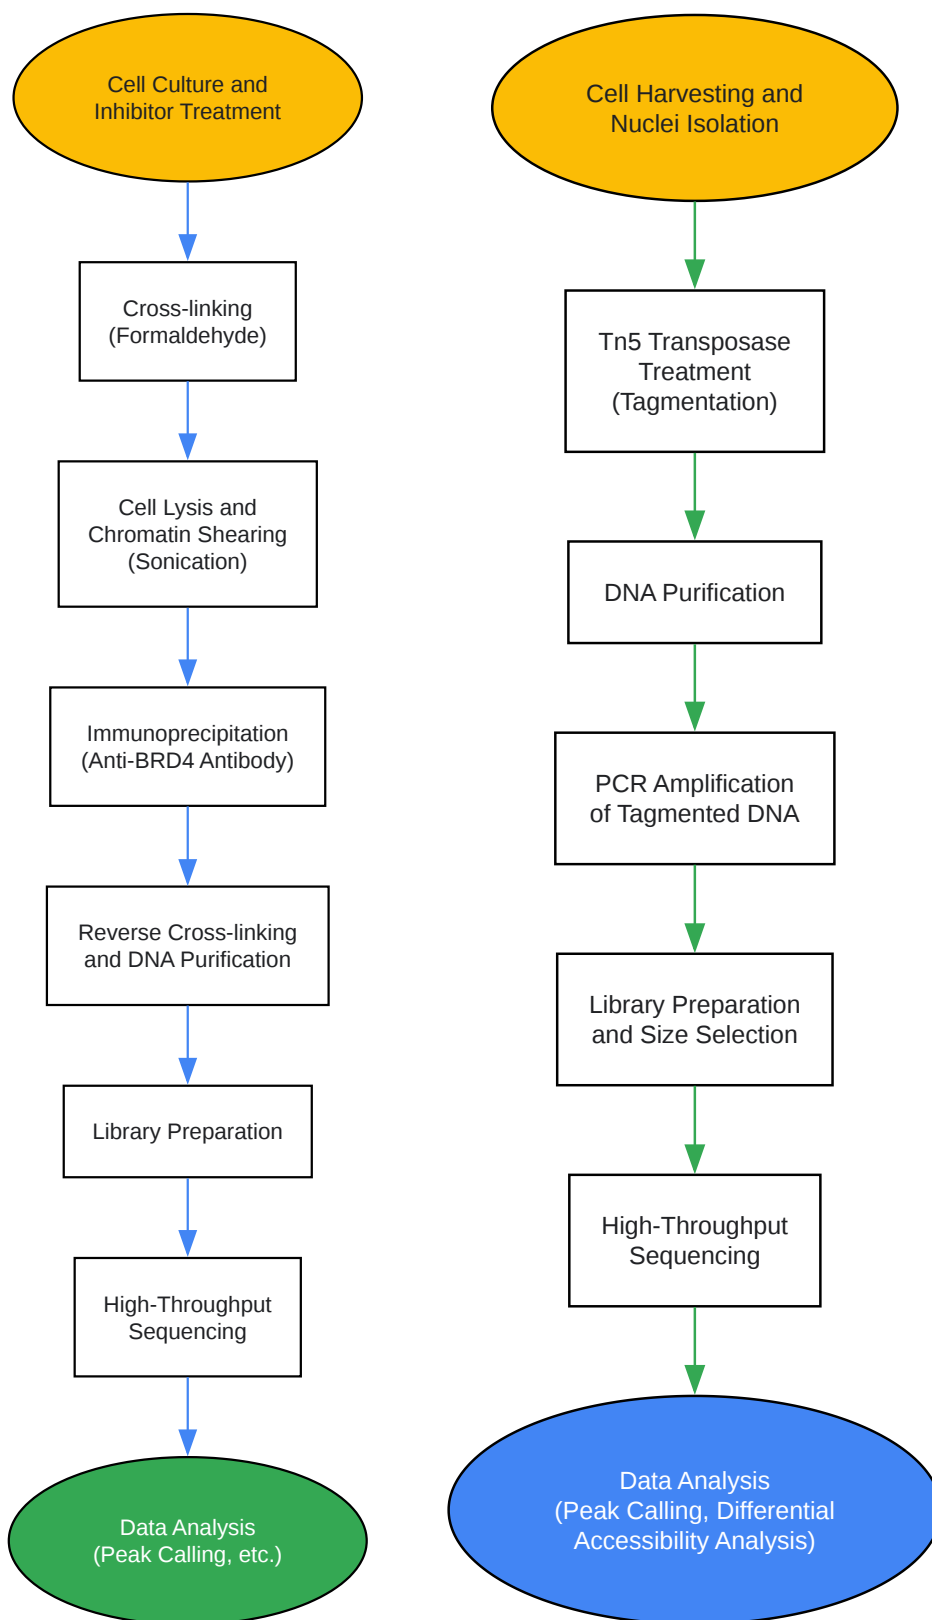 Cell Culture and
Inhibitor Treatment
Cross-linking
(Formaldehyde)
Cell Lysis and
Chromatin Shearing
(Sonication)
Immunoprecipitation
(Anti-BRD4 Antibody)
Reverse Cross-linking
and DNA Purification
Library Preparation
High-Throughput
Sequencing
Data Analysis
(Peak Calling, etc.)
Cell Harvesting and
Nuclei Isolation
Tn5 Transposase
Treatment
(Tagmentation)
DNA Purification
PCR Amplification
of Tagmented DNA
Library Preparation
and Size Selection
High-Throughput
Sequencing
Data Analysis
(Peak Calling, Differential
Accessibility Analysis)